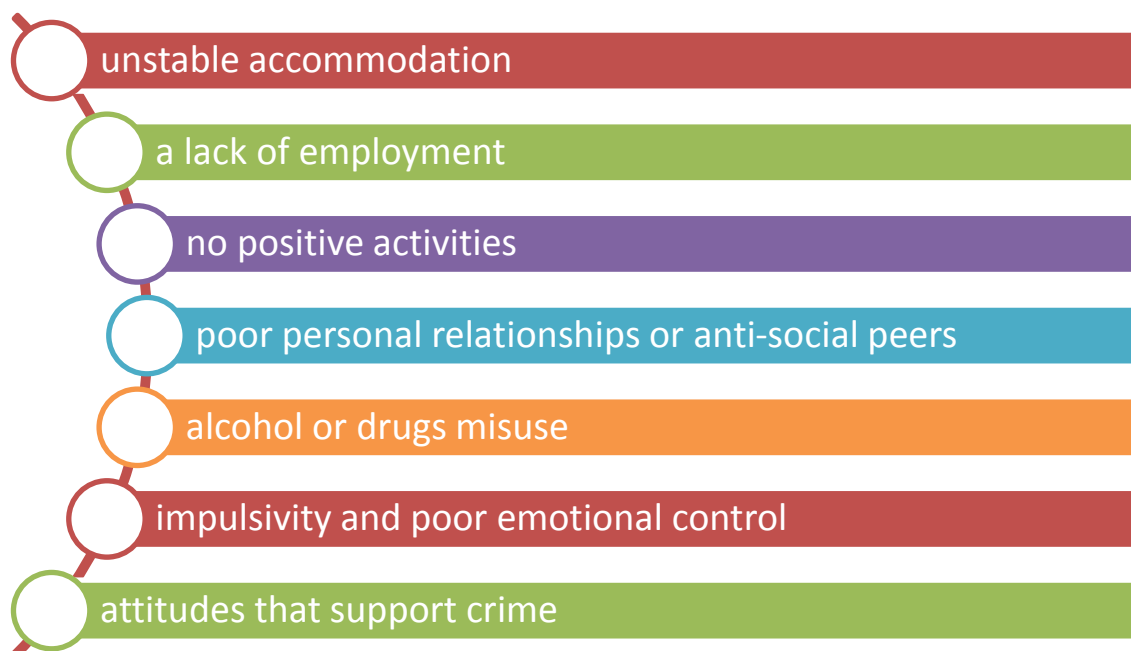 unstable accommodation
a lack of employment
no positive activities
poor personal relationships or anti-social peers
alcohol or drugs misuse
impulsivity and poor emotional control
attitudes that support crime